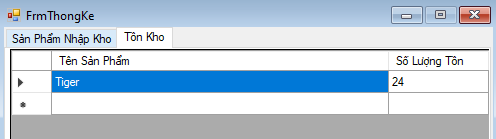 FrmThongKe
Sản Phẩm Nhập Kho Tồn Kho
Tên Sản Phẩm Số Lượng Tồn
Tiger 24